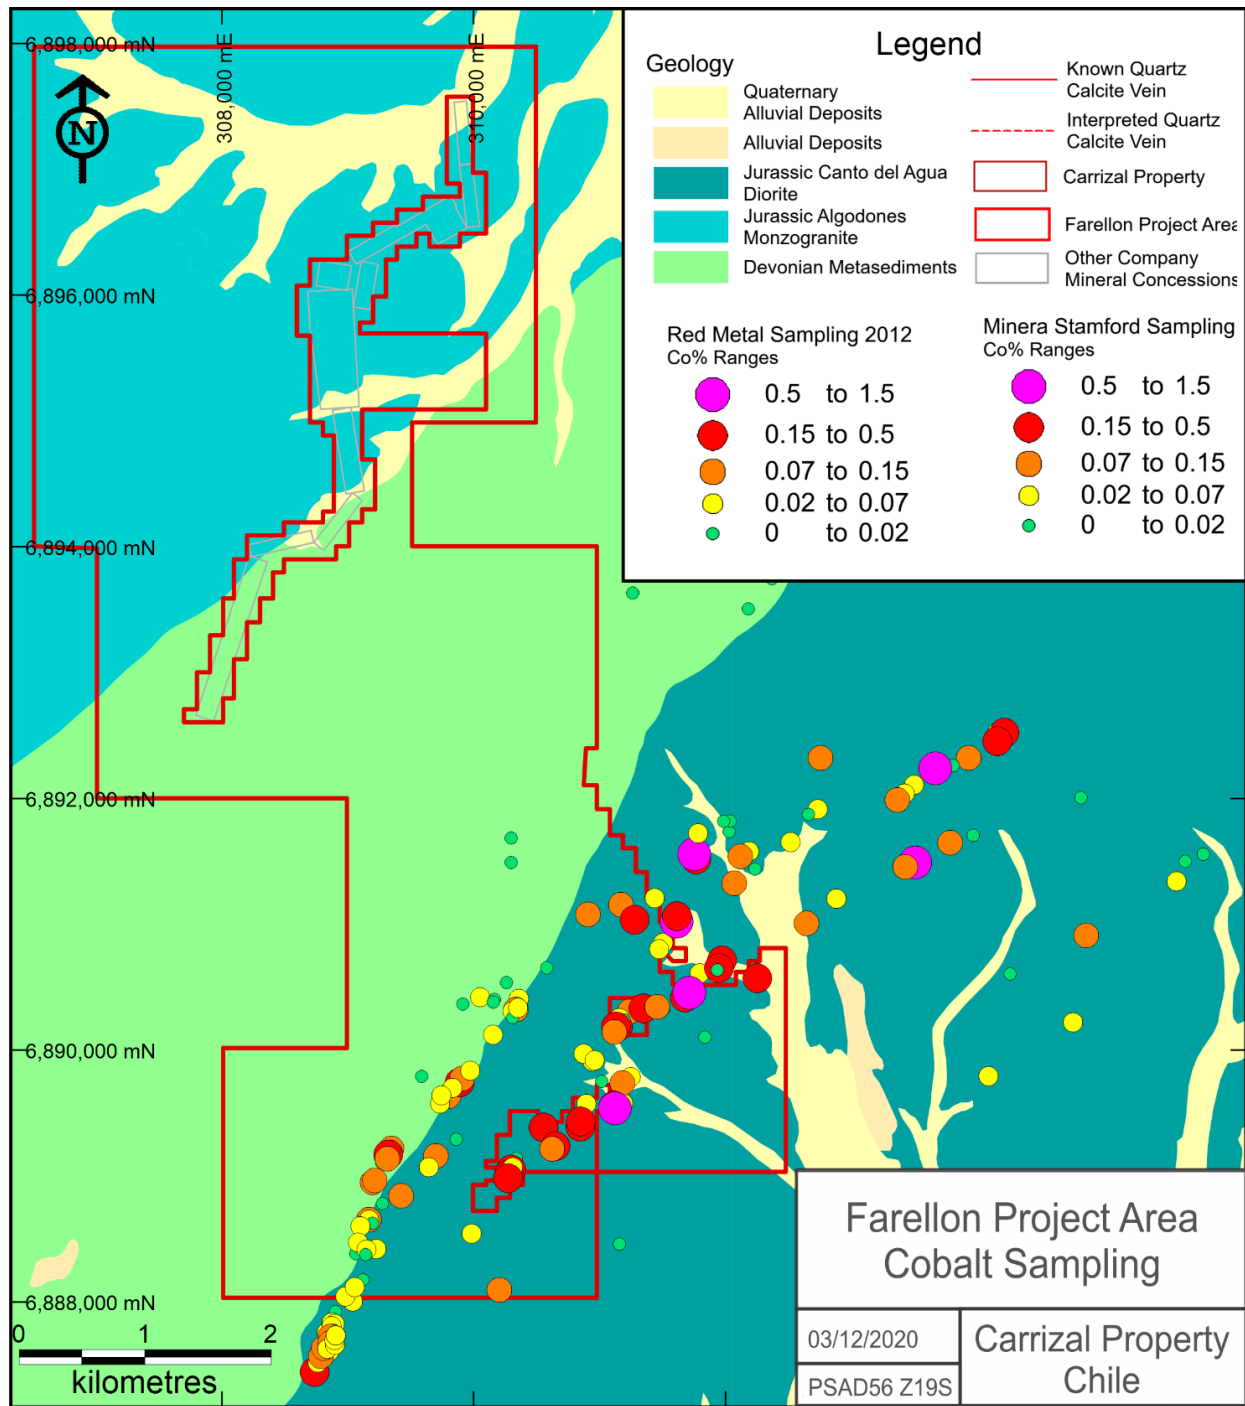 6,898,000 mN
308,000 mE
310,000 mE
N
6,896,000 mN
6,894,000 mN
6,892,000 mN
6,890,000 mN
6,888,000 mN
Legend
Geology
Quaternary
Alluvial Deposits
Alluvial Deposits
Jurassic Canto del Agua
Diorite
Jurassic Algodones
Monzogranite
Devonian Metasediments
Known Quartz
Calcite Vein
Interpreted Quartz
Calcite Vein
Carrizal Property
Farellon Project Area
Other Company
Mineral Concessions
Red Metal Sampling 2012
Co% Ranges
0.5 to 1.5
0.15 to 0.5
0.07 to 0.15
0.02 to 0.07
0 to 0.02
Minera Stamford Sampling
Co% Ranges
0.5 to 1.5
0.15 to 0.5
0.07 to 0.15
0.02 to 0.07
0 to 0.02
0 1 2
kilometres
Farellon Project Area
Cobalt Sampling
03/12/2020
PSAD56 Z19S
Carrizal Property
Chile